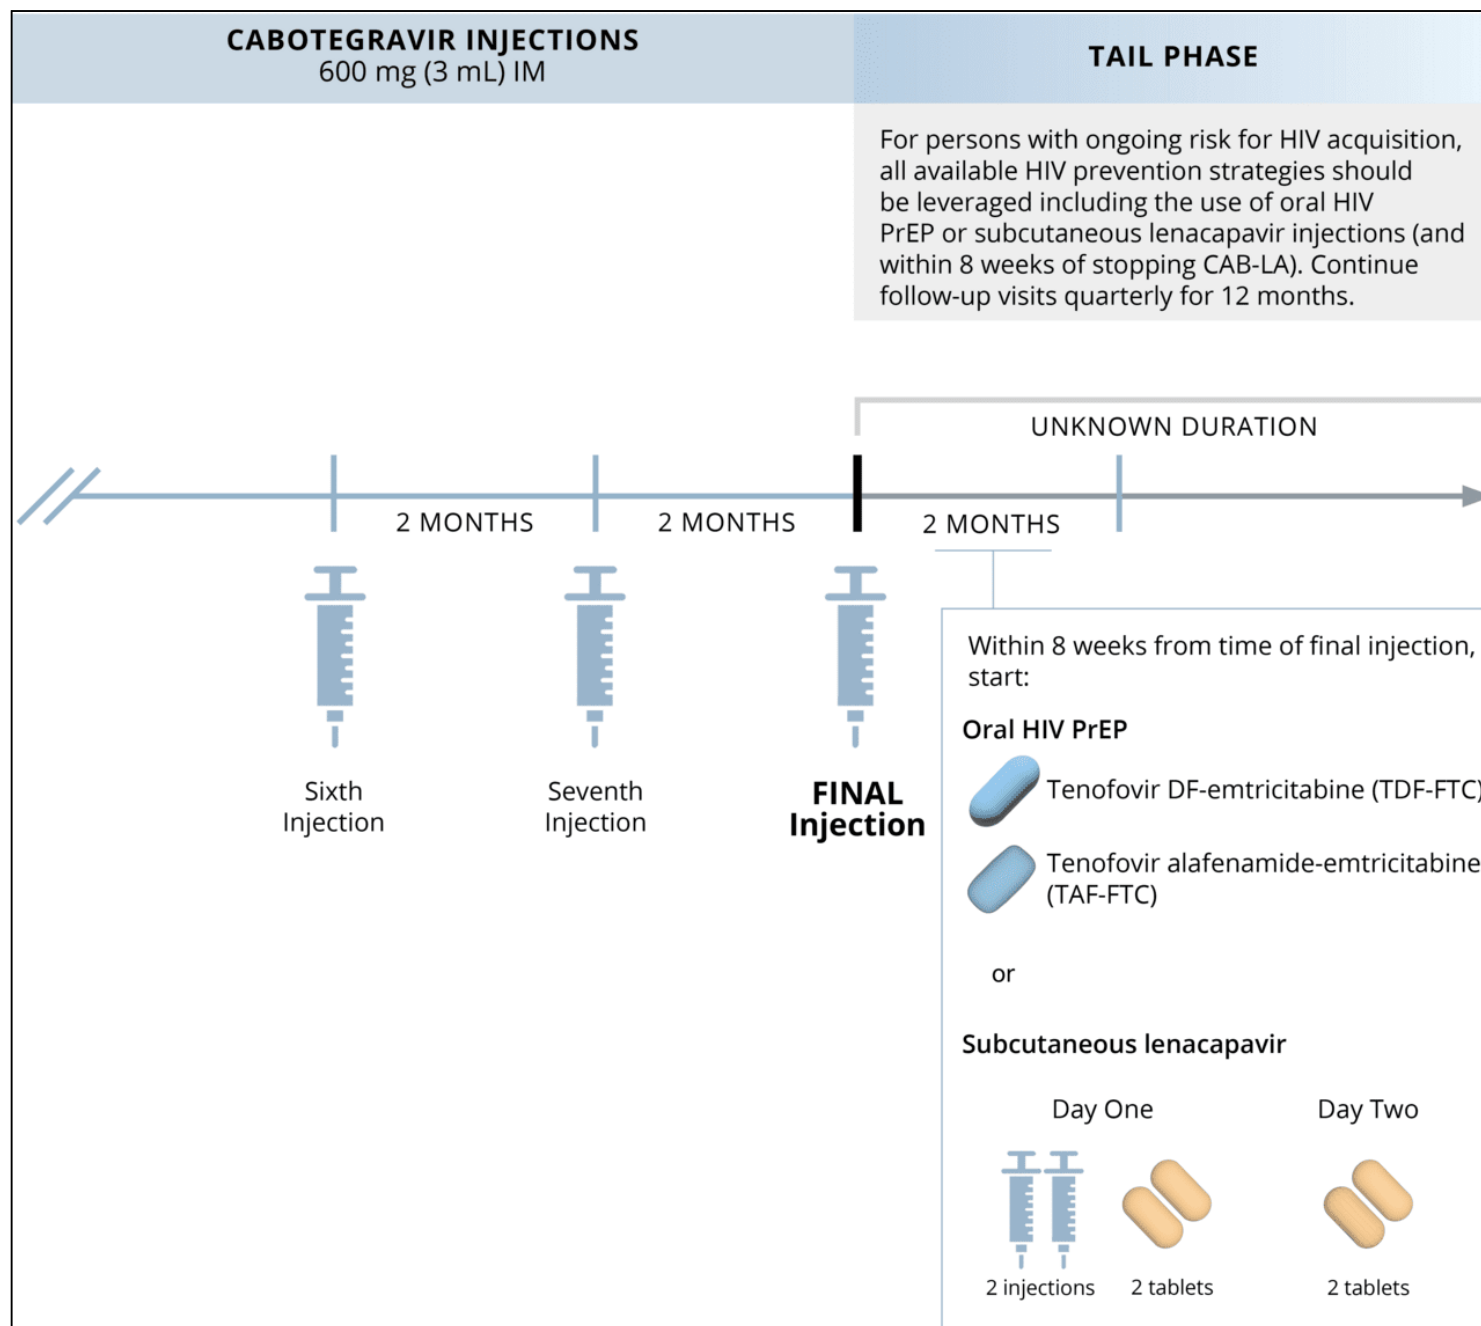 CABOTEGRAVIR INJECTIONS
600 mg (3 mL) IM
TAIL PHASE
For persons with ongoing risk for HIV acquisition,
all available HIV prevention strategies should
be leveraged including the use of oral HIV
PrEP or subcutaneous lenacapavir injections (and
within 8 weeks of stopping CAB-LA). Continue
follow-up visits quarterly for 12 months.
UNKNOWN DURATION
2 MONTHS
2 MONTHS
2 MONTHS
Sixth
Injection
Seventh
Injection
FINAL
Injection
Within 8 weeks from time of final injection,
start:
Oral HIV PrEP
Tenofovir DF-emtricitabine (TDF-FTC)
Tenofovir alafenamide-emtricitabine
(TAF-FTC)
or
Subcutaneous lenacapavir
Day One
Day Two
2 injections
2 tablets
2 tablets